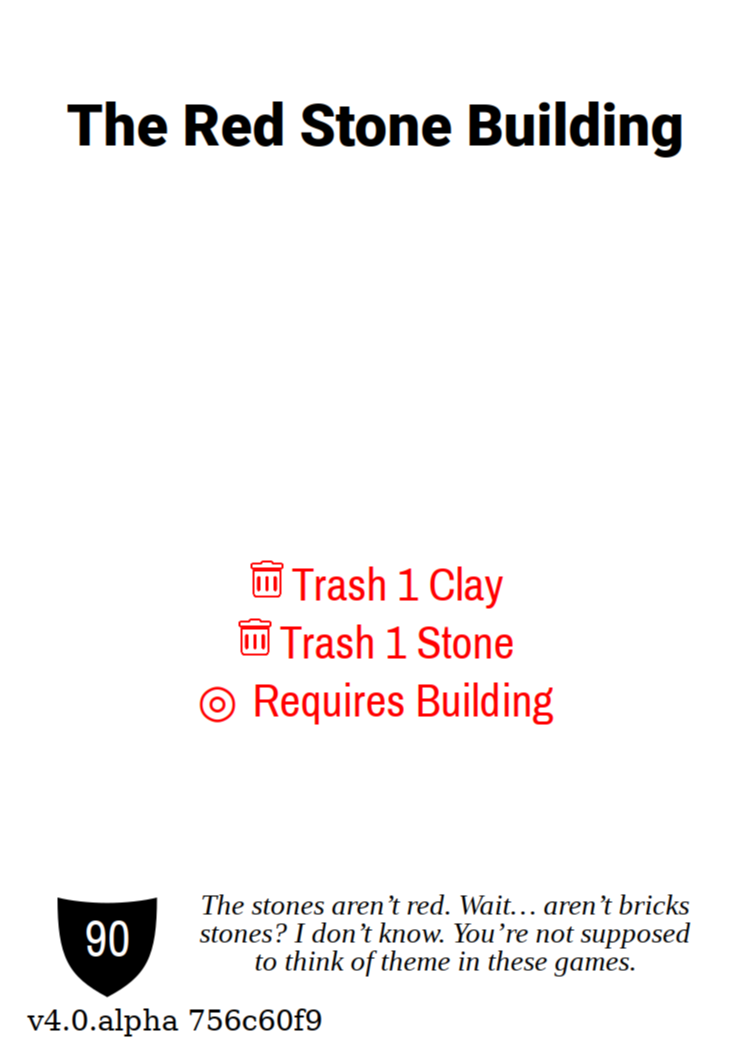 The Red Stone Building
Trash 1 Clay
Trash 1 Stone
Requires Building
90
The stones aren’t red. Wait… aren’t bricks
stones? I don’t know. You’re not supposed
to think of theme in these games.
v4.0.alpha 756c60f9